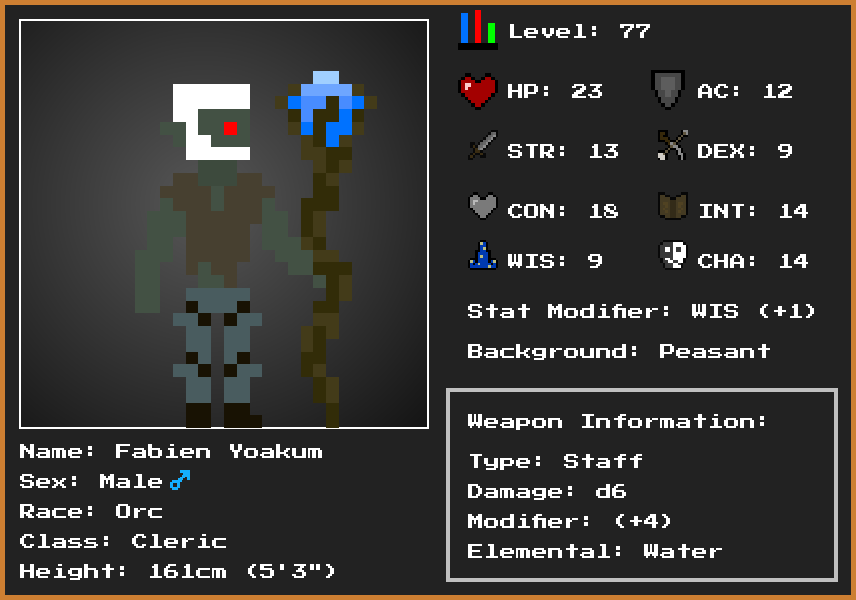 Level: 77
HP: 23 AC: 12
STR: 13 DEX: 9
CON: 18 INT: 14
WIS: 9 CHA: 14
Stat Modifier: WIS (+1)
Background: Peasant
Weapon Information:
Type: Staff
Damage: d6
Modifier: (+4)
Elemental: Water
Name: Fabien Yoakum
Sex: Male ♂
Race: Orc
Class: Cleric
Height: 161cm (5'3")